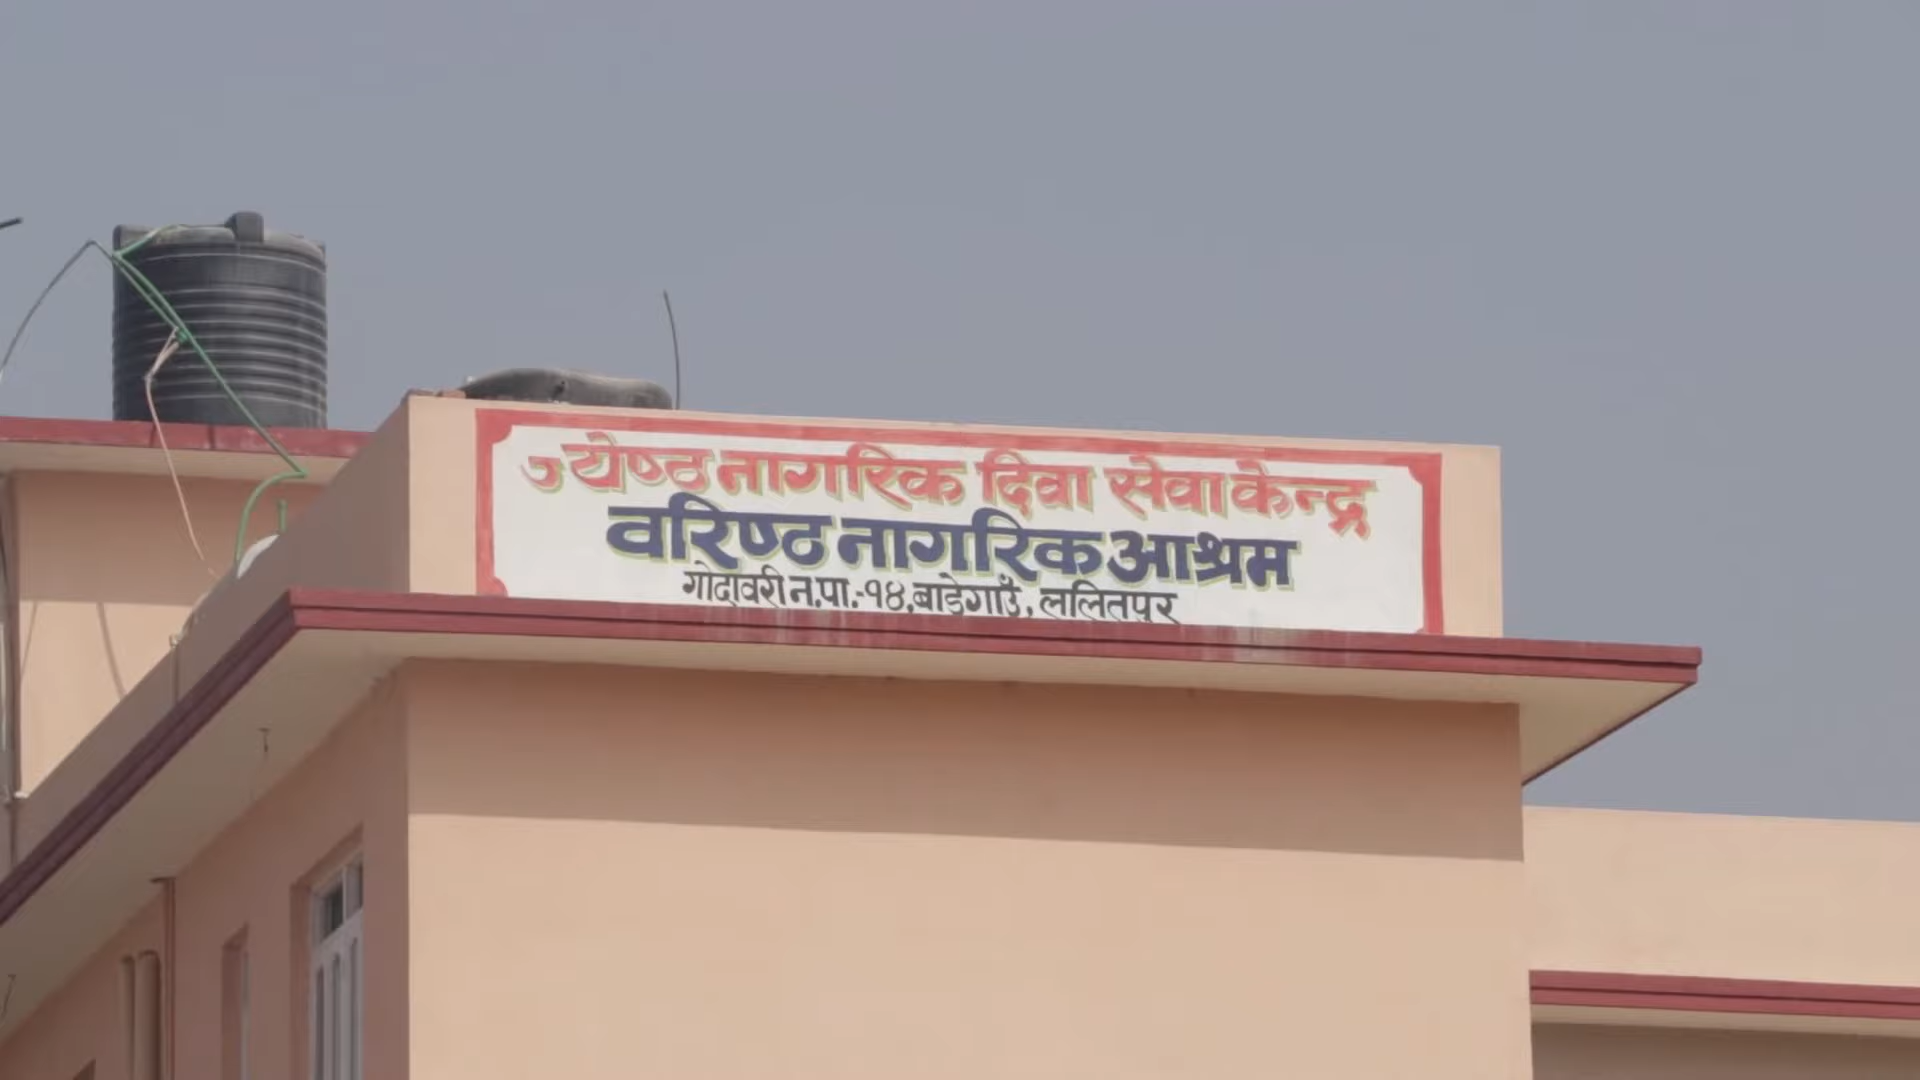 ज्येष्ठ नागरिक दिवा सेवा केन्द्र
वरिष्ठ नागरिक आश्रम
गोदावरी न.पा.-१४, बाडेगाउँ, ललितपुर